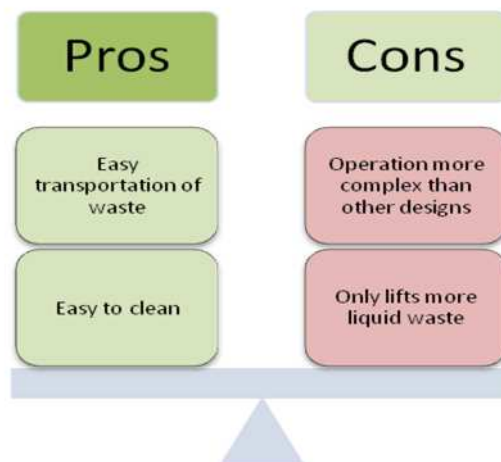 Pros
Cons
Easy
transportation of
waste
Operation more
complex than
other designs
Easy to clean
Only lifts more
liquid waste